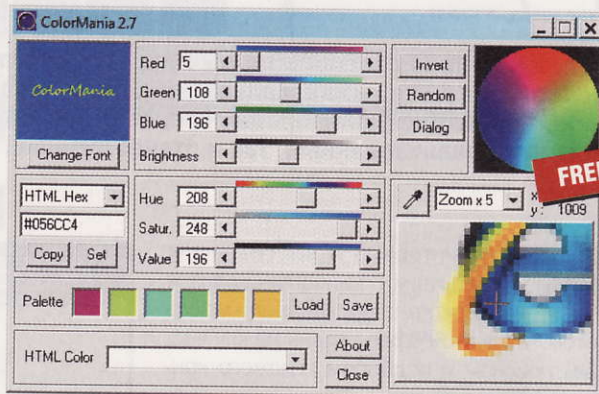 ColorMania 2.7
ColorMania
Change Font
Red 5
Green 108
Blue 196
Brightness
Invert
Random
Dialog
HTML Hex
#056CC4
Copy Set
Hue 208
Satur. 248
Value 196
Zoom x 5
y: 1009
Palette
Load Save
HTML Color
About
Close